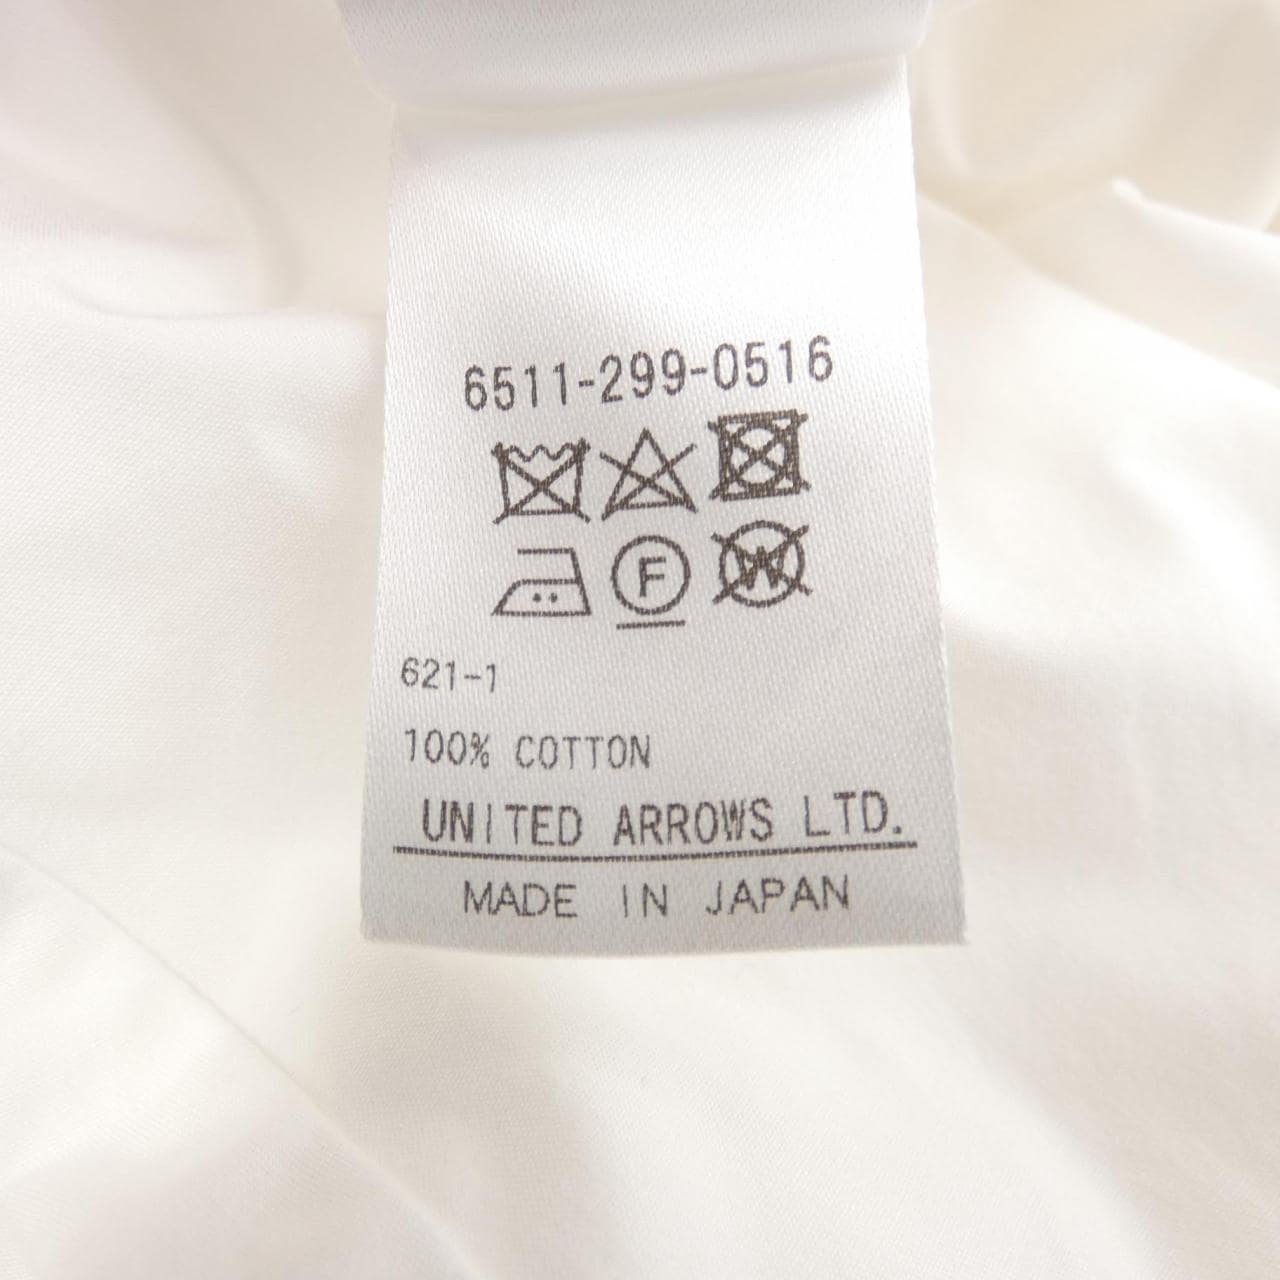 6511-299-0516
F
W
621-1
100% COTTON
UNITED ARROWS LTD.
MADE IN JAPAN